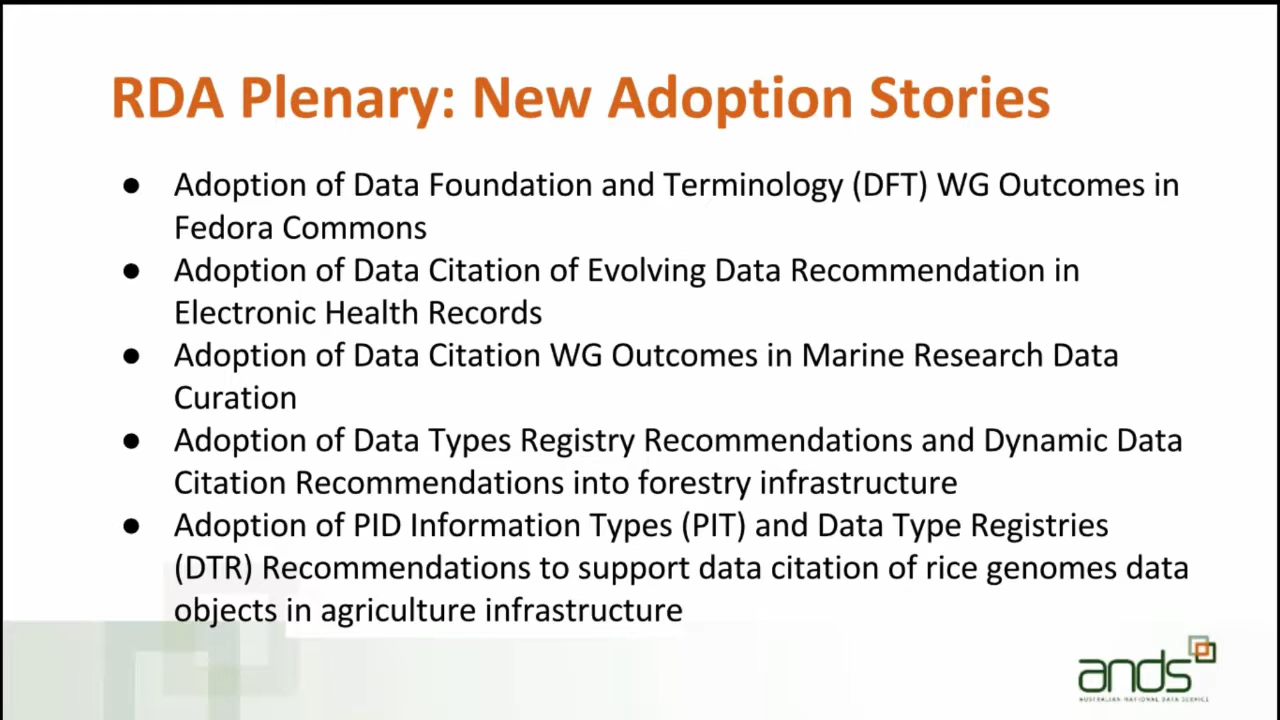 RDA Plenary: New Adoption Stories
● Adoption of Data Foundation and Terminology (DFT) WG Outcomes in
Fedora Commons
● Adoption of Data Citation of Evolving Data Recommendation in
Electronic Health Records
● Adoption of Data Citation WG Outcomes in Marine Research Data
Curation
● Adoption of Data Types Registry Recommendations and Dynamic Data
Citation Recommendations into forestry infrastructure
● Adoption of PID Information Types (PIT) and Data Type Registries
(DTR) Recommendations to support data citation of rice genomes data
objects in agriculture infrastructure
ands
AUSTRALIAN NATIONAL DATA SERVICE